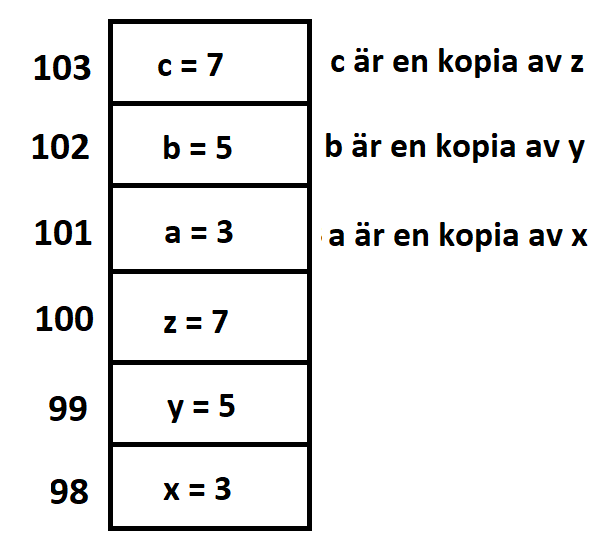 103 c = 7 c är en kopia av z
102 b = 5 b är en kopia av y
101 a = 3 a är en kopia av x
100 z = 7
99 y = 5
98 x = 3